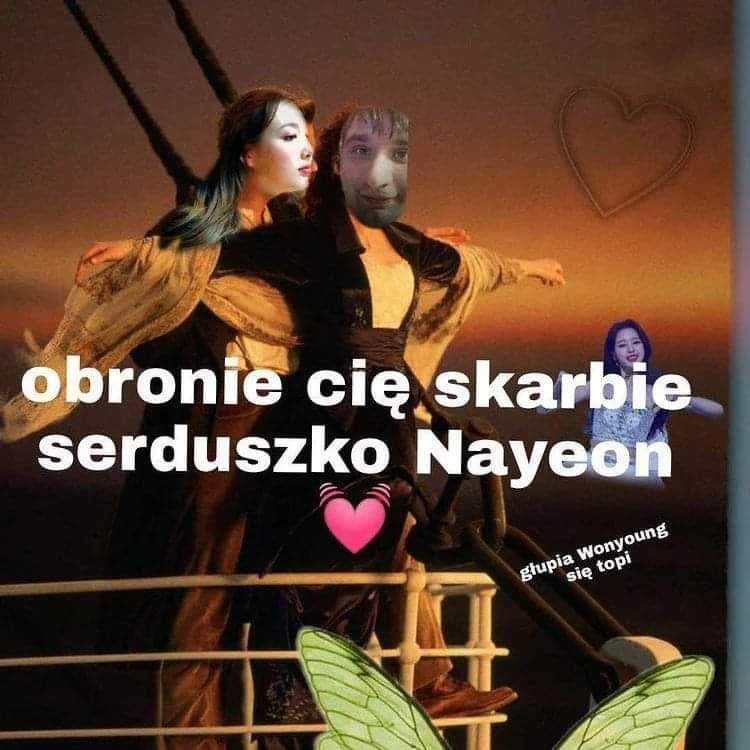 obronie cię skarbie
serduszko Nayeon
głupia Wonyoung
się topi